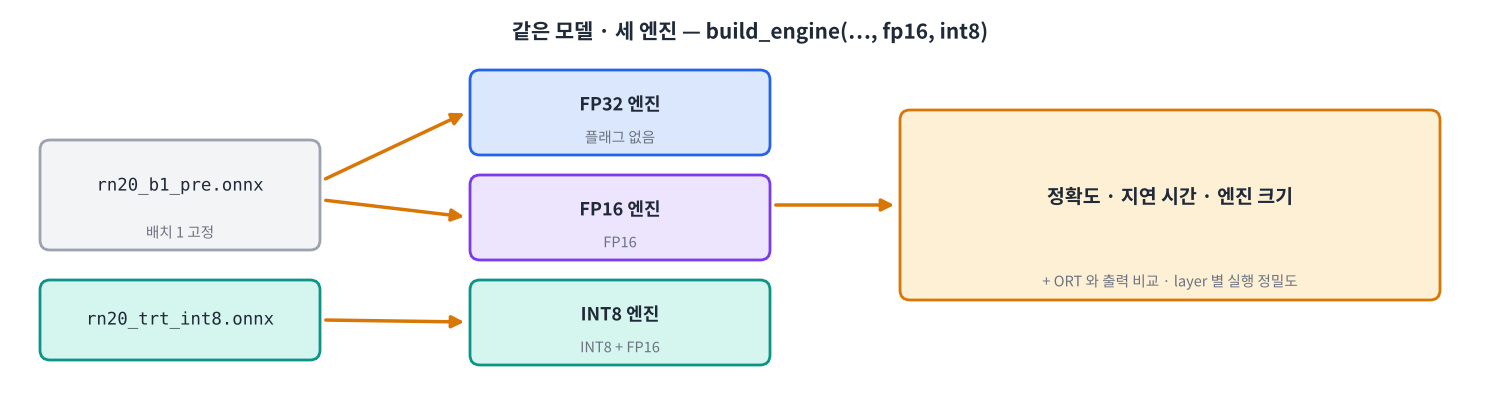 같은 모델 · 세 엔진 — build_engine(…, fp16, int8)
rn20_b1_pre.onnx
배치 1 고정
rn20_trt_int8.onnx
FP32 엔진
플래그 없음
FP16 엔진
FP16
INT8 엔진
INT8 + FP16
정확도 · 지연 시간 · 엔진 크기
+ ORT 와 출력 비교 · layer 별 실행 정밀도